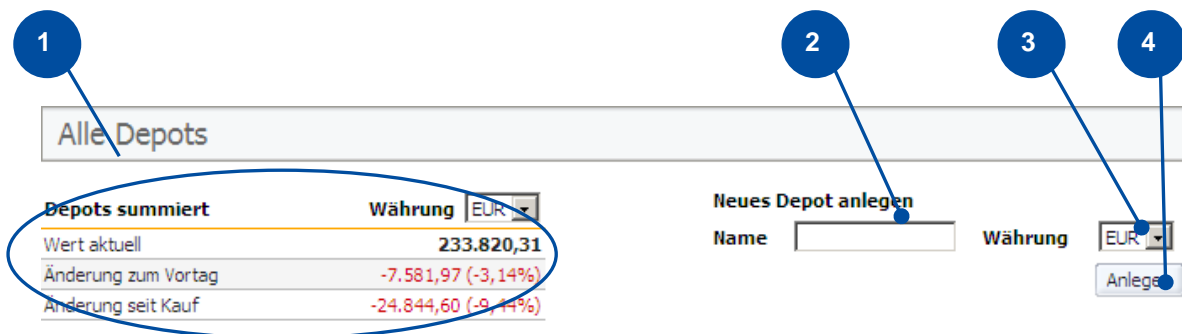 1 2 3 4
Alle Depots
Depots summiert Währung EUR
Wert aktuell 233.820,31
Änderung zum Vortag -7.581,97 (-3,14%)
Änderung seit Kauf -24.844,60 (-9,44%)
Neues Depot anlegen
Name Währung EUR
Anlegen